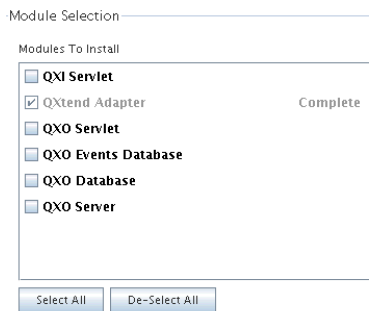 Module Selection
Modules To Install
QXI Servlet
QXtend Adapter Complete
QXO Servlet
QXO Events Database
QXO Database
QXO Server
Select All De-Select All